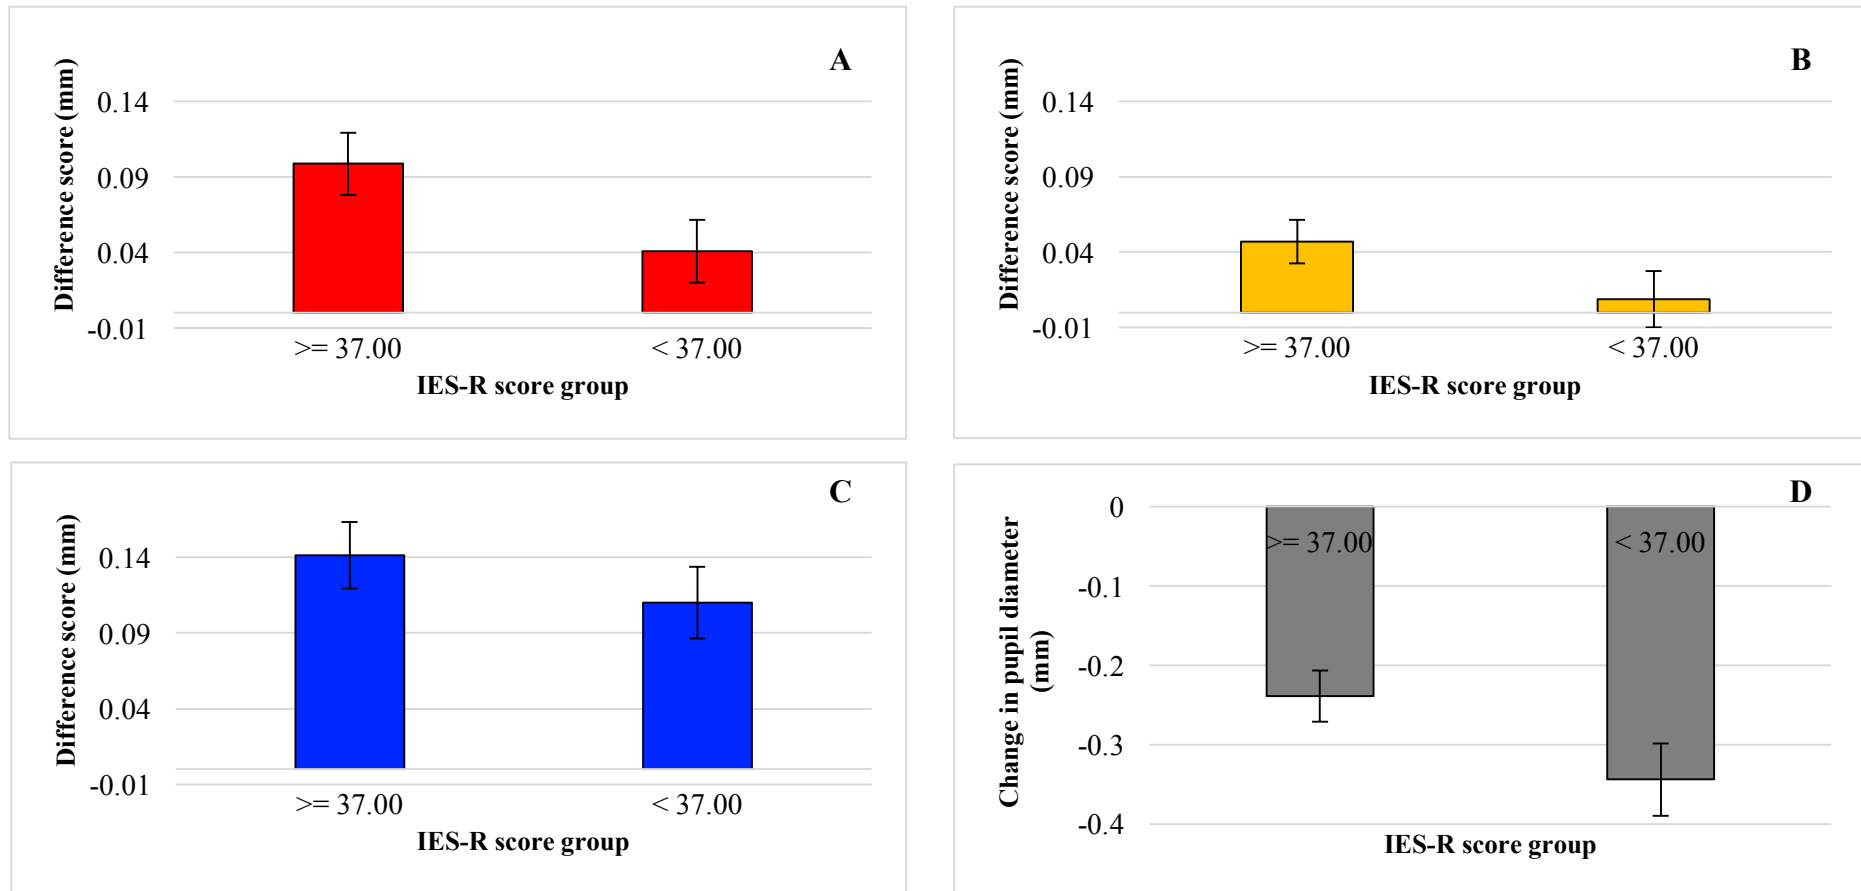 A
Difference score (mm)
0.14
0.09
0.04
-0.01
>= 37.00
< 37.00
IES-R score group
B
Difference score (mm)
0.14
0.09
0.04
-0.01
>= 37.00
< 37.00
IES-R score group
C
Difference score (mm)
0.14
0.09
0.04
-0.01
>= 37.00
< 37.00
IES-R score group
D
Change in pupil diameter
(mm)
0
-0.1
-0.2
-0.3
-0.4
>= 37.00
< 37.00
IES-R score group